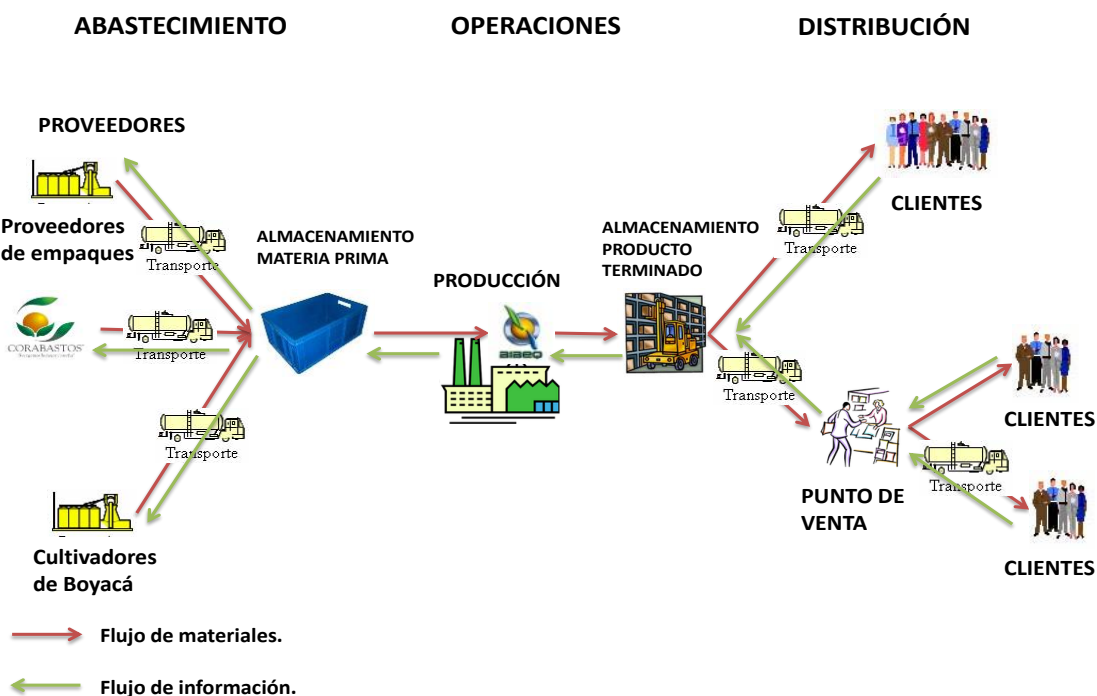 ABASTECIMIENTO
OPERACIONES
DISTRIBUCIÓN
PROVEEDORES
Proveedores
de empaques
Transporte
CORABASTOS
Transporte
Transporte
Cultivadores
de Boyacá
ALMACENAMIENTO
MATERIA PRIMA
PRODUCCIÓN
ALMACENAMIENTO
PRODUCTO
TERMINADO
Transporte
CLIENTES
Transporte
PUNTO DE
VENTA
CLIENTES
Transporte
CLIENTES
Flujo de materiales.
Flujo de información.